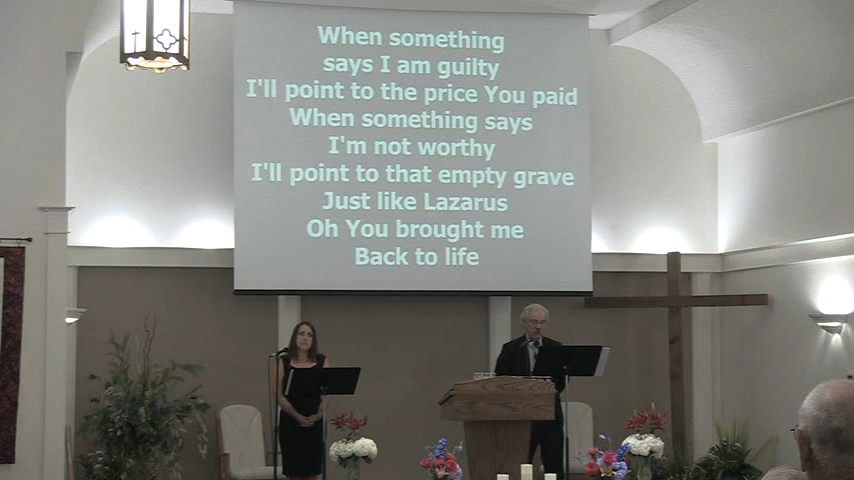 When something
says I am guilty
I'll point to the price You paid
When something says
I'm not worthy
I'll point to that empty grave
Just like Lazarus
Oh You brought me
Back to life